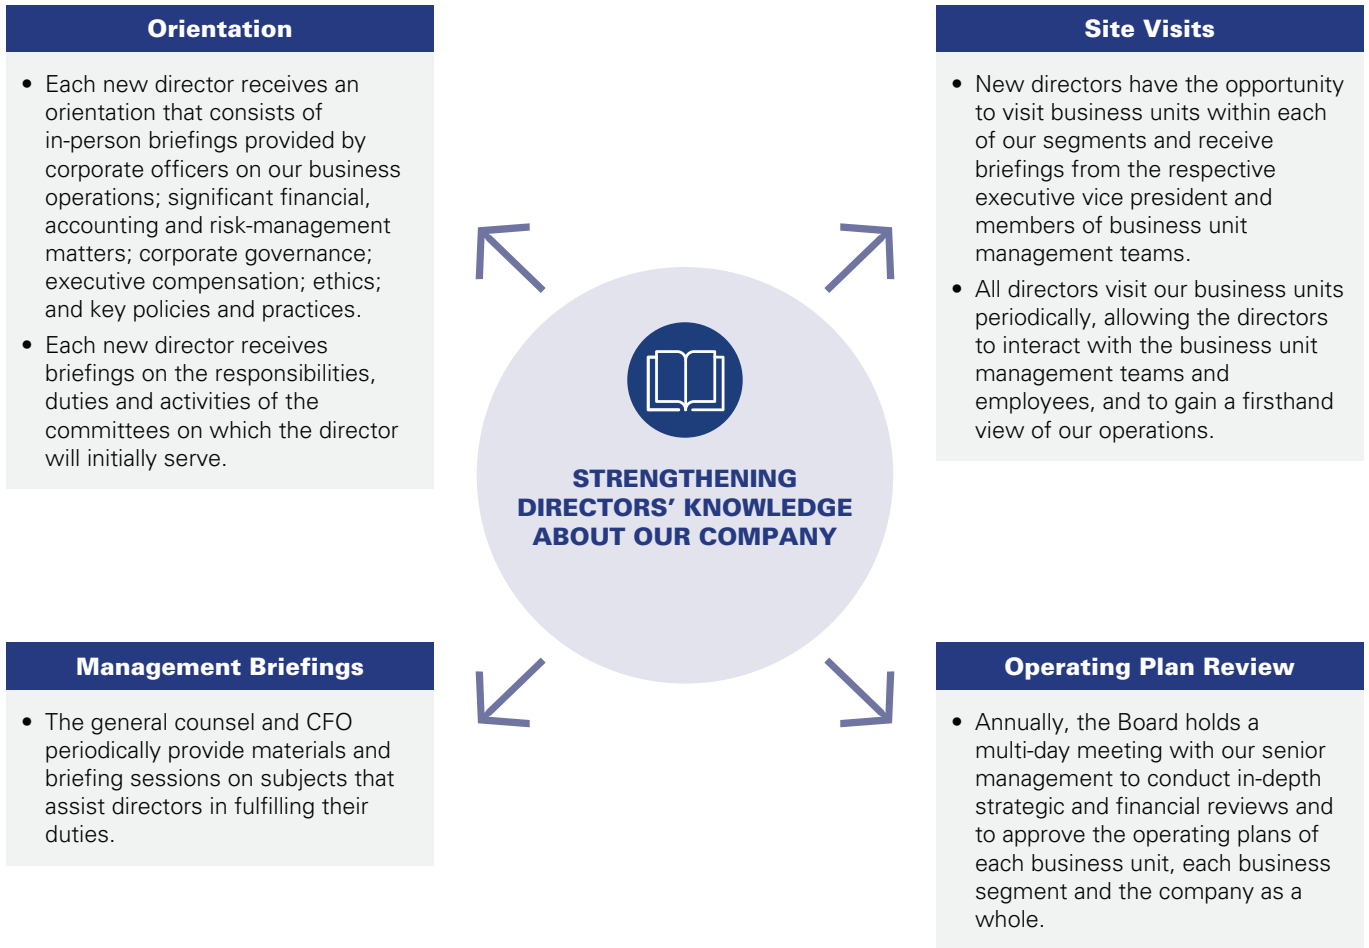 Orientation
• Each new director receives an
orientation that consists of
in-person briefings provided by
corporate officers on our business
operations; significant financial,
accounting and risk-management
matters; corporate governance;
executive compensation; ethics;
and key policies and practices.
• Each new director receives
briefings on the responsibilities,
duties and activities of the
committees on which the director
will initially serve.
Site Visits
• New directors have the opportunity
to visit business units within each
of our segments and receive
briefings from the respective
executive vice president and
members of business unit
management teams.
• All directors visit our business units
periodically, allowing the directors
to interact with the business unit
management teams and
employees, and to gain a firsthand
view of our operations.
STRENGTHENING
DIRECTORS’ KNOWLEDGE
ABOUT OUR COMPANY
Management Briefings
• The general counsel and CFO
periodically provide materials and
briefing sessions on subjects that
assist directors in fulfilling their
duties.
Operating Plan Review
• Annually, the Board holds a
multi-day meeting with our senior
management to conduct in-depth
strategic and financial reviews and
to approve the operating plans of
each business unit, each business
segment and the company as a
whole.